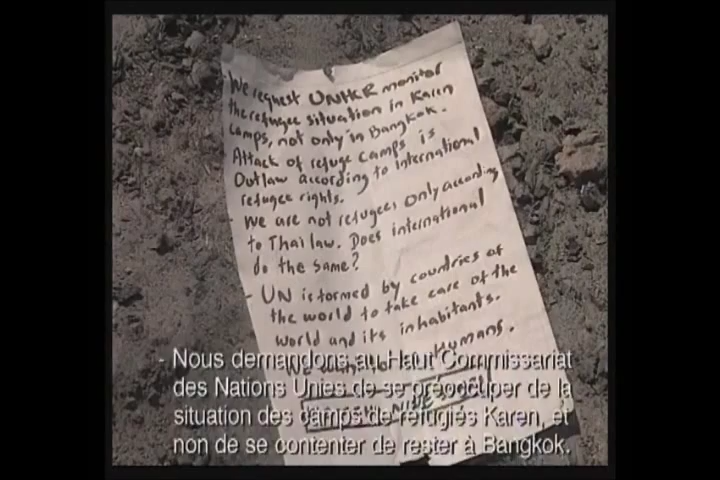 - We request UNHCR monitor
the refugee situation in Karen
camps, not only in Bangkok.
Attack of refuge camps is
Outlaw according to International
refugee rights.
- We are not refugees only according
to Thai law. Does international
do the same?
- UN is formed by countries of
the world to take care of the
world and its inhabitants.
We Humans.
- Nous demandons au Haut Commissariat
des Nations Unies de se préoccuper de la
situation des camps de réfugiés Karen, et
non de se contenter de rester à Bangkok.